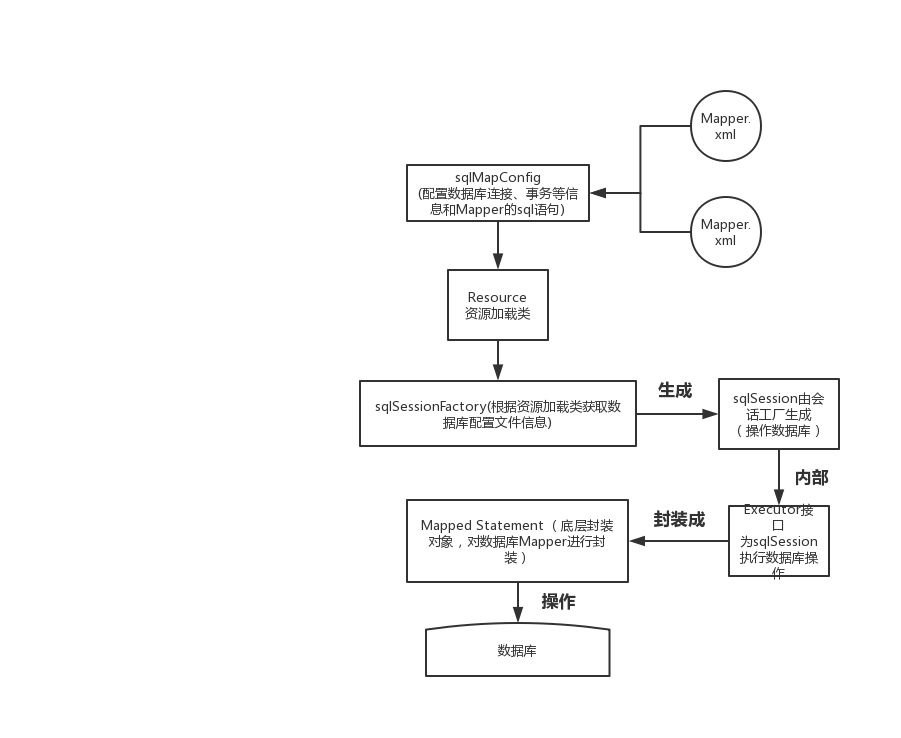 Mapper.
xml
sqlMapConfig
(配置数据库连接、事务等信
息和Mapper的sql语句)
Mapper.
xml
Resource
资源加载类
sqlSessionFactory(根据资源加载类获取数
据库配置文件信息)
生成
sqlSession由会
话工厂生成
（操作数据库）
内部
Executor接
口
为sqlSession
执行数据库操
作
封装成
Mapped Statement（底层封装
对象，对数据库Mapper进行封
装）
操作
数据库